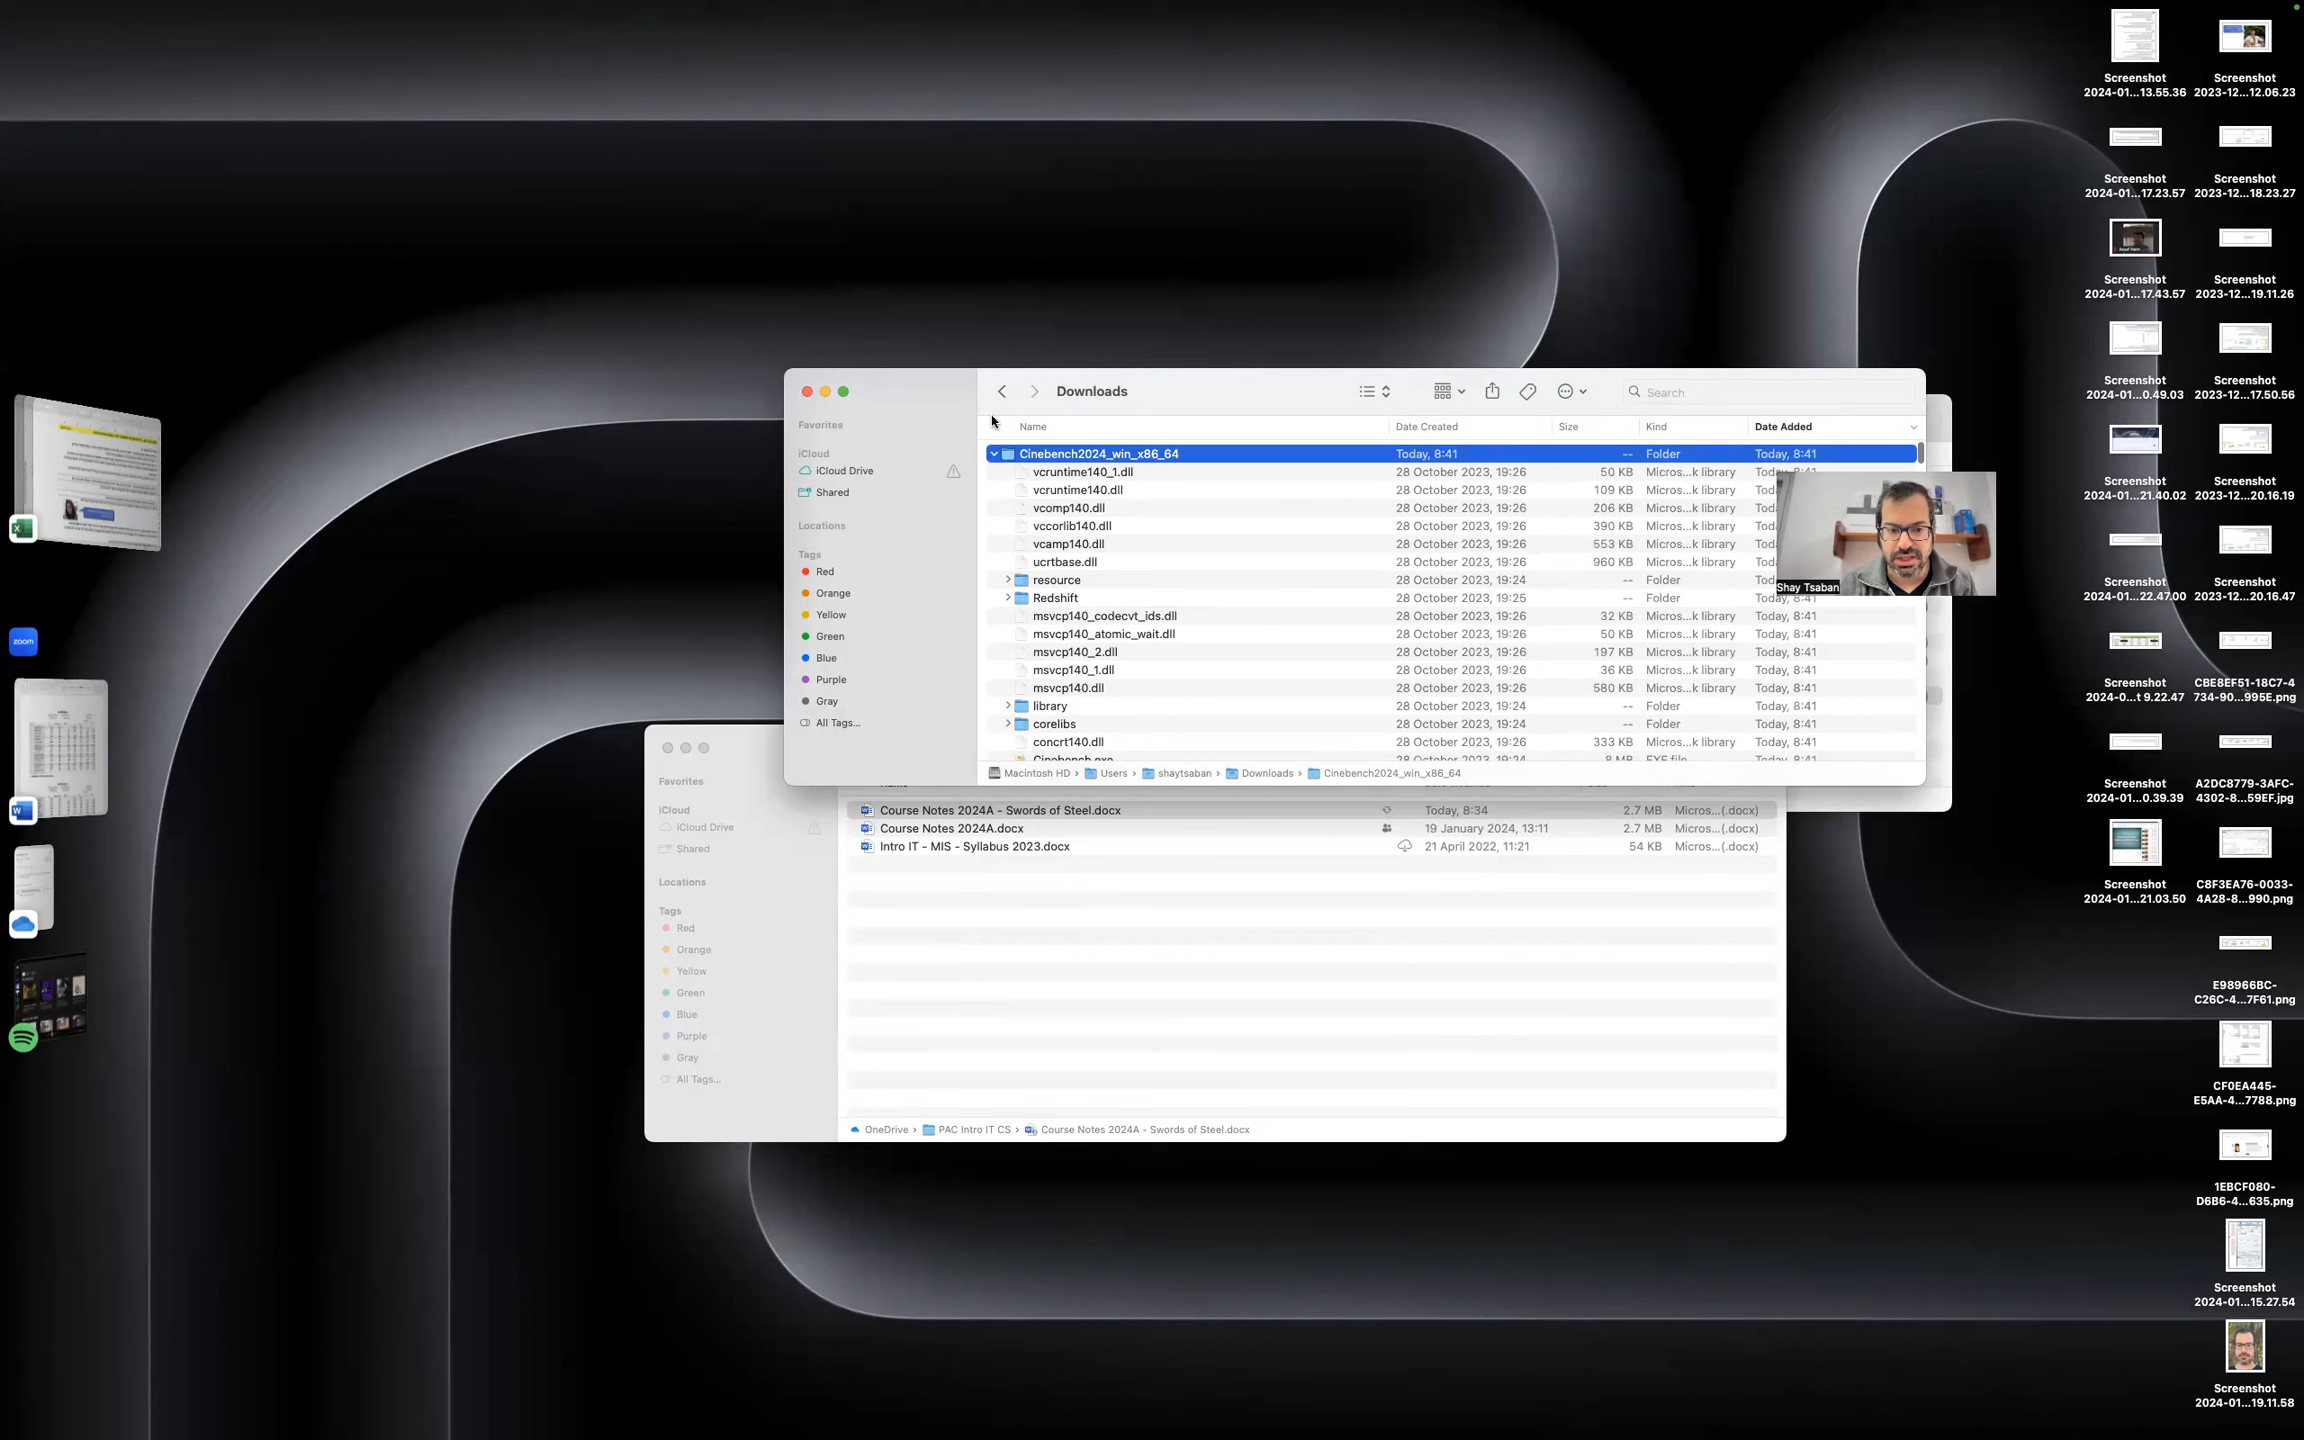 Downloads
Search
Name
Date Created
Size
Kind
Date Added
Favorites
iCloud
iCloud Drive
Shared
Locations
Tags
Red
Orange
Yellow
Green
Blue
Purple
Gray
All Tags...
Cinebench2024_win_x86_64 Today, 8:41 -- Folder Today, 8:41
vcruntime140_1.dll 28 October 2023, 19:26 50 KB Micros...k library
vcruntime140.dll 28 October 2023, 19:26 109 KB Micros...k library
vcomp140.dll 28 October 2023, 19:26 206 KB Micros...k library
vccorlib140.dll 28 October 2023, 19:26 390 KB Micros...k library
vcamp140.dll 28 October 2023, 19:26 553 KB Micros...k library
ucrtbase.dll 28 October 2023, 19:26 960 KB Micros...k library
resource 28 October 2023, 19:24 -- Folder
Redshift 28 October 2023, 19:25 -- Folder Today, 8:41
msvcp140_codecvt_ids.dll 28 October 2023, 19:26 32 KB Micros...k library Today, 8:41
msvcp140_atomic_wait.dll 28 October 2023, 19:26 50 KB Micros...k library Today, 8:41
msvcp140_2.dll 28 October 2023, 19:26 197 KB Micros...k library Today, 8:41
msvcp140_1.dll 28 October 2023, 19:26 36 KB Micros...k library Today, 8:41
msvcp140.dll 28 October 2023, 19:26 580 KB Micros...k library Today, 8:41
library 28 October 2023, 19:24 -- Folder Today, 8:41
corelibs 28 October 2023, 19:24 -- Folder Today, 8:41
concrt140.dll 28 October 2023, 19:26 333 KB Micros...k library Today, 8:41
Cinebench.exe 28 October 2023, 19:24 8 MB EXE file Today, 8:41
Macintosh HD › Users › shaytsaban › Downloads › Cinebench2024_win_x86_64
Shay Tsaban
Favorites
iCloud
iCloud Drive
Shared
Locations
Tags
Red
Orange
Yellow
Green
Blue
Purple
Gray
All Tags...
Course Notes 2024A - Swords of Steel.docx Today, 8:34 2.7 MB Micros...(.docx)
Course Notes 2024A.docx 19 January 2024, 13:11 2.7 MB Micros...(.docx)
Intro IT - MIS - Syllabus 2023.docx 21 April 2022, 11:21 54 KB Micros...(.docx)
OneDrive › PAC Intro IT CS › Course Notes 2024A - Swords of Steel.docx
zoom
Screenshot
2024-01...13.55.36
Screenshot
2024-01...17.23.57
Screenshot
2024-01...17.43.57
Screenshot
2024-01...0.49.03
Screenshot
2024-01...21.40.02
Screenshot
2024-01...22.47.00
Screenshot
2024-0...t 9.22.47
Screenshot
2024-01...0.39.39
Screenshot
2024-01...21.03.50
Screenshot
2023-12...12.06.23
Screenshot
2023-12...18.23.27
Screenshot
2023-12...19.11.26
Screenshot
2023-12...17.50.56
Screenshot
2023-12...20.16.19
Screenshot
2023-12...20.16.47
CBE8EF51-18C7-4
734-90...995E.png
A2DC8779-3AFC-
4302-8...59EF.jpg
C8F3EA76-0033-
4A28-8...990.png
E98966BC-
C26C-4...7F61.png
CF0EA445-
E5AA-4...7788.png
1EBCF080-
D6B6-4...635.png
Screenshot
2024-01...15.27.54
Screenshot
2024-01...19.11.58